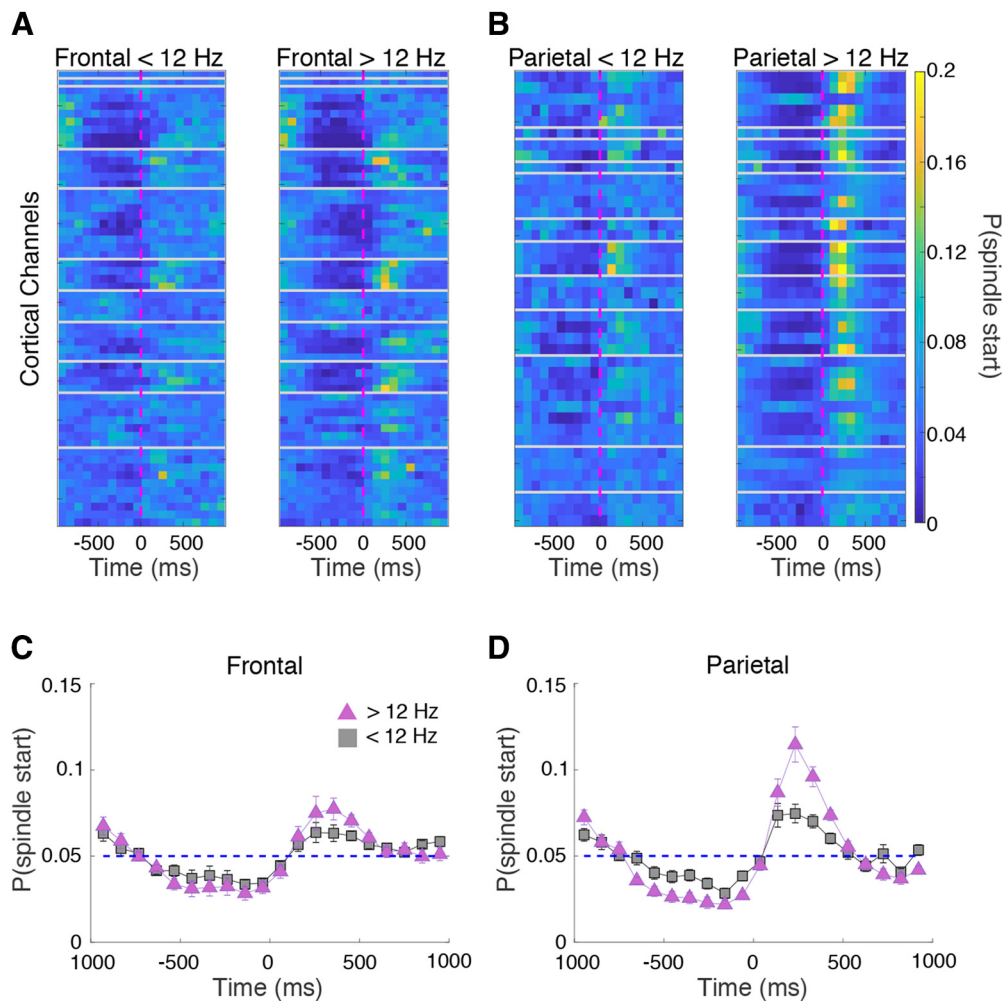 A
B
Frontal < 12 Hz
Frontal > 12 Hz
Parietal < 12 Hz
Parietal > 12 Hz
Cortical Channels
0.2
0.16
0.12
0.08
0.04
0
P(spindle start)
-500 0 500
-500 0 500
-500 0 500
-500 0 500
Time (ms)
Time (ms)
Time (ms)
Time (ms)
C
Frontal
0.15
0.1
0.05
0
P(spindle start)
> 12 Hz
< 12 Hz
1000 -500 0 500 1000
Time (ms)
D
Parietal
0.15
0.1
0.05
0
P(spindle start)
1000 -500 0 500 1000
Time (ms)